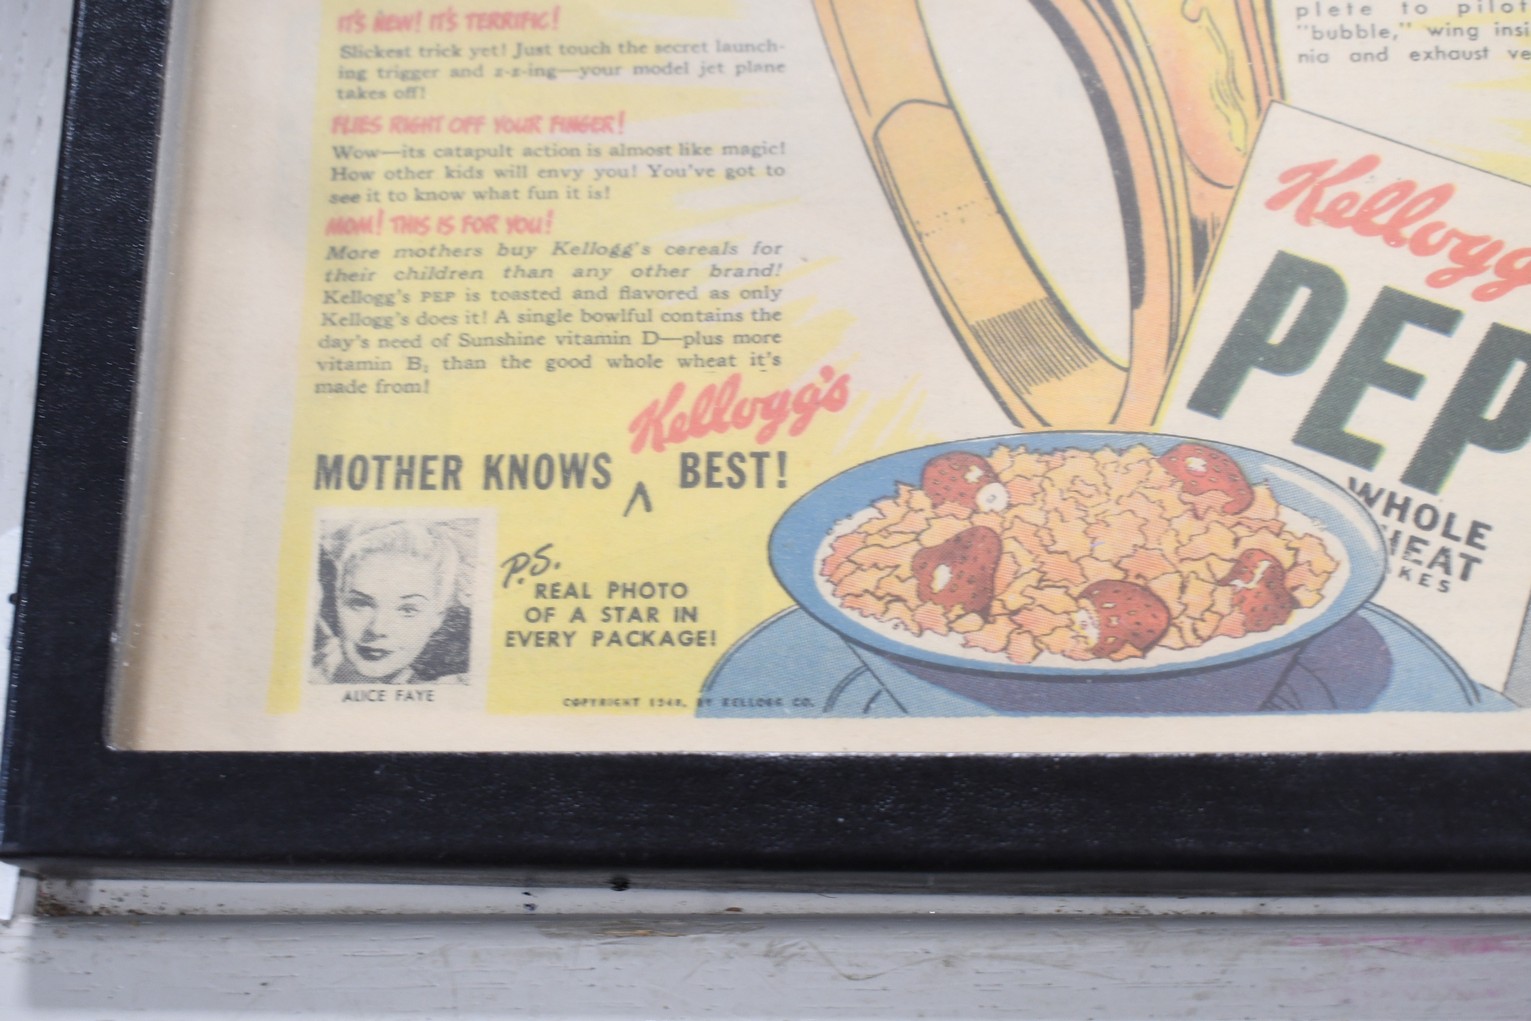 IT'S NEW! IT'S TERRIFIC!
Slickest trick yet! Just touch the secret launch-
ing trigger and z-z-ing—your model jet plane
takes off!
FLIES RIGHT OFF YOUR FINGER!
Wow—its catapult action is almost like magic!
How other kids will envy you! You've got to
see it to know what fun it is!
MOM! THIS IS FOR YOU!
More mothers buy Kellogg's cereals for
their children than any other brand!
Kellogg's PEP is toasted and flavored as only
Kellogg's does it! A single bowlful contains the
day's need of Sunshine vitamin D—plus more
vitamin B₁ than the good whole wheat it's
made from!
Kellogg's
MOTHER KNOWS ^ BEST!
P.S.
REAL PHOTO
OF A STAR IN
EVERY PACKAGE!
ALICE FAYE
COPYRIGHT 1948, BY KELLOGG CO.
plete to pilot
"bubble," wing insi
nia and exhaust ve
Kellogg
PEP
WHOLE
HEAT
KES